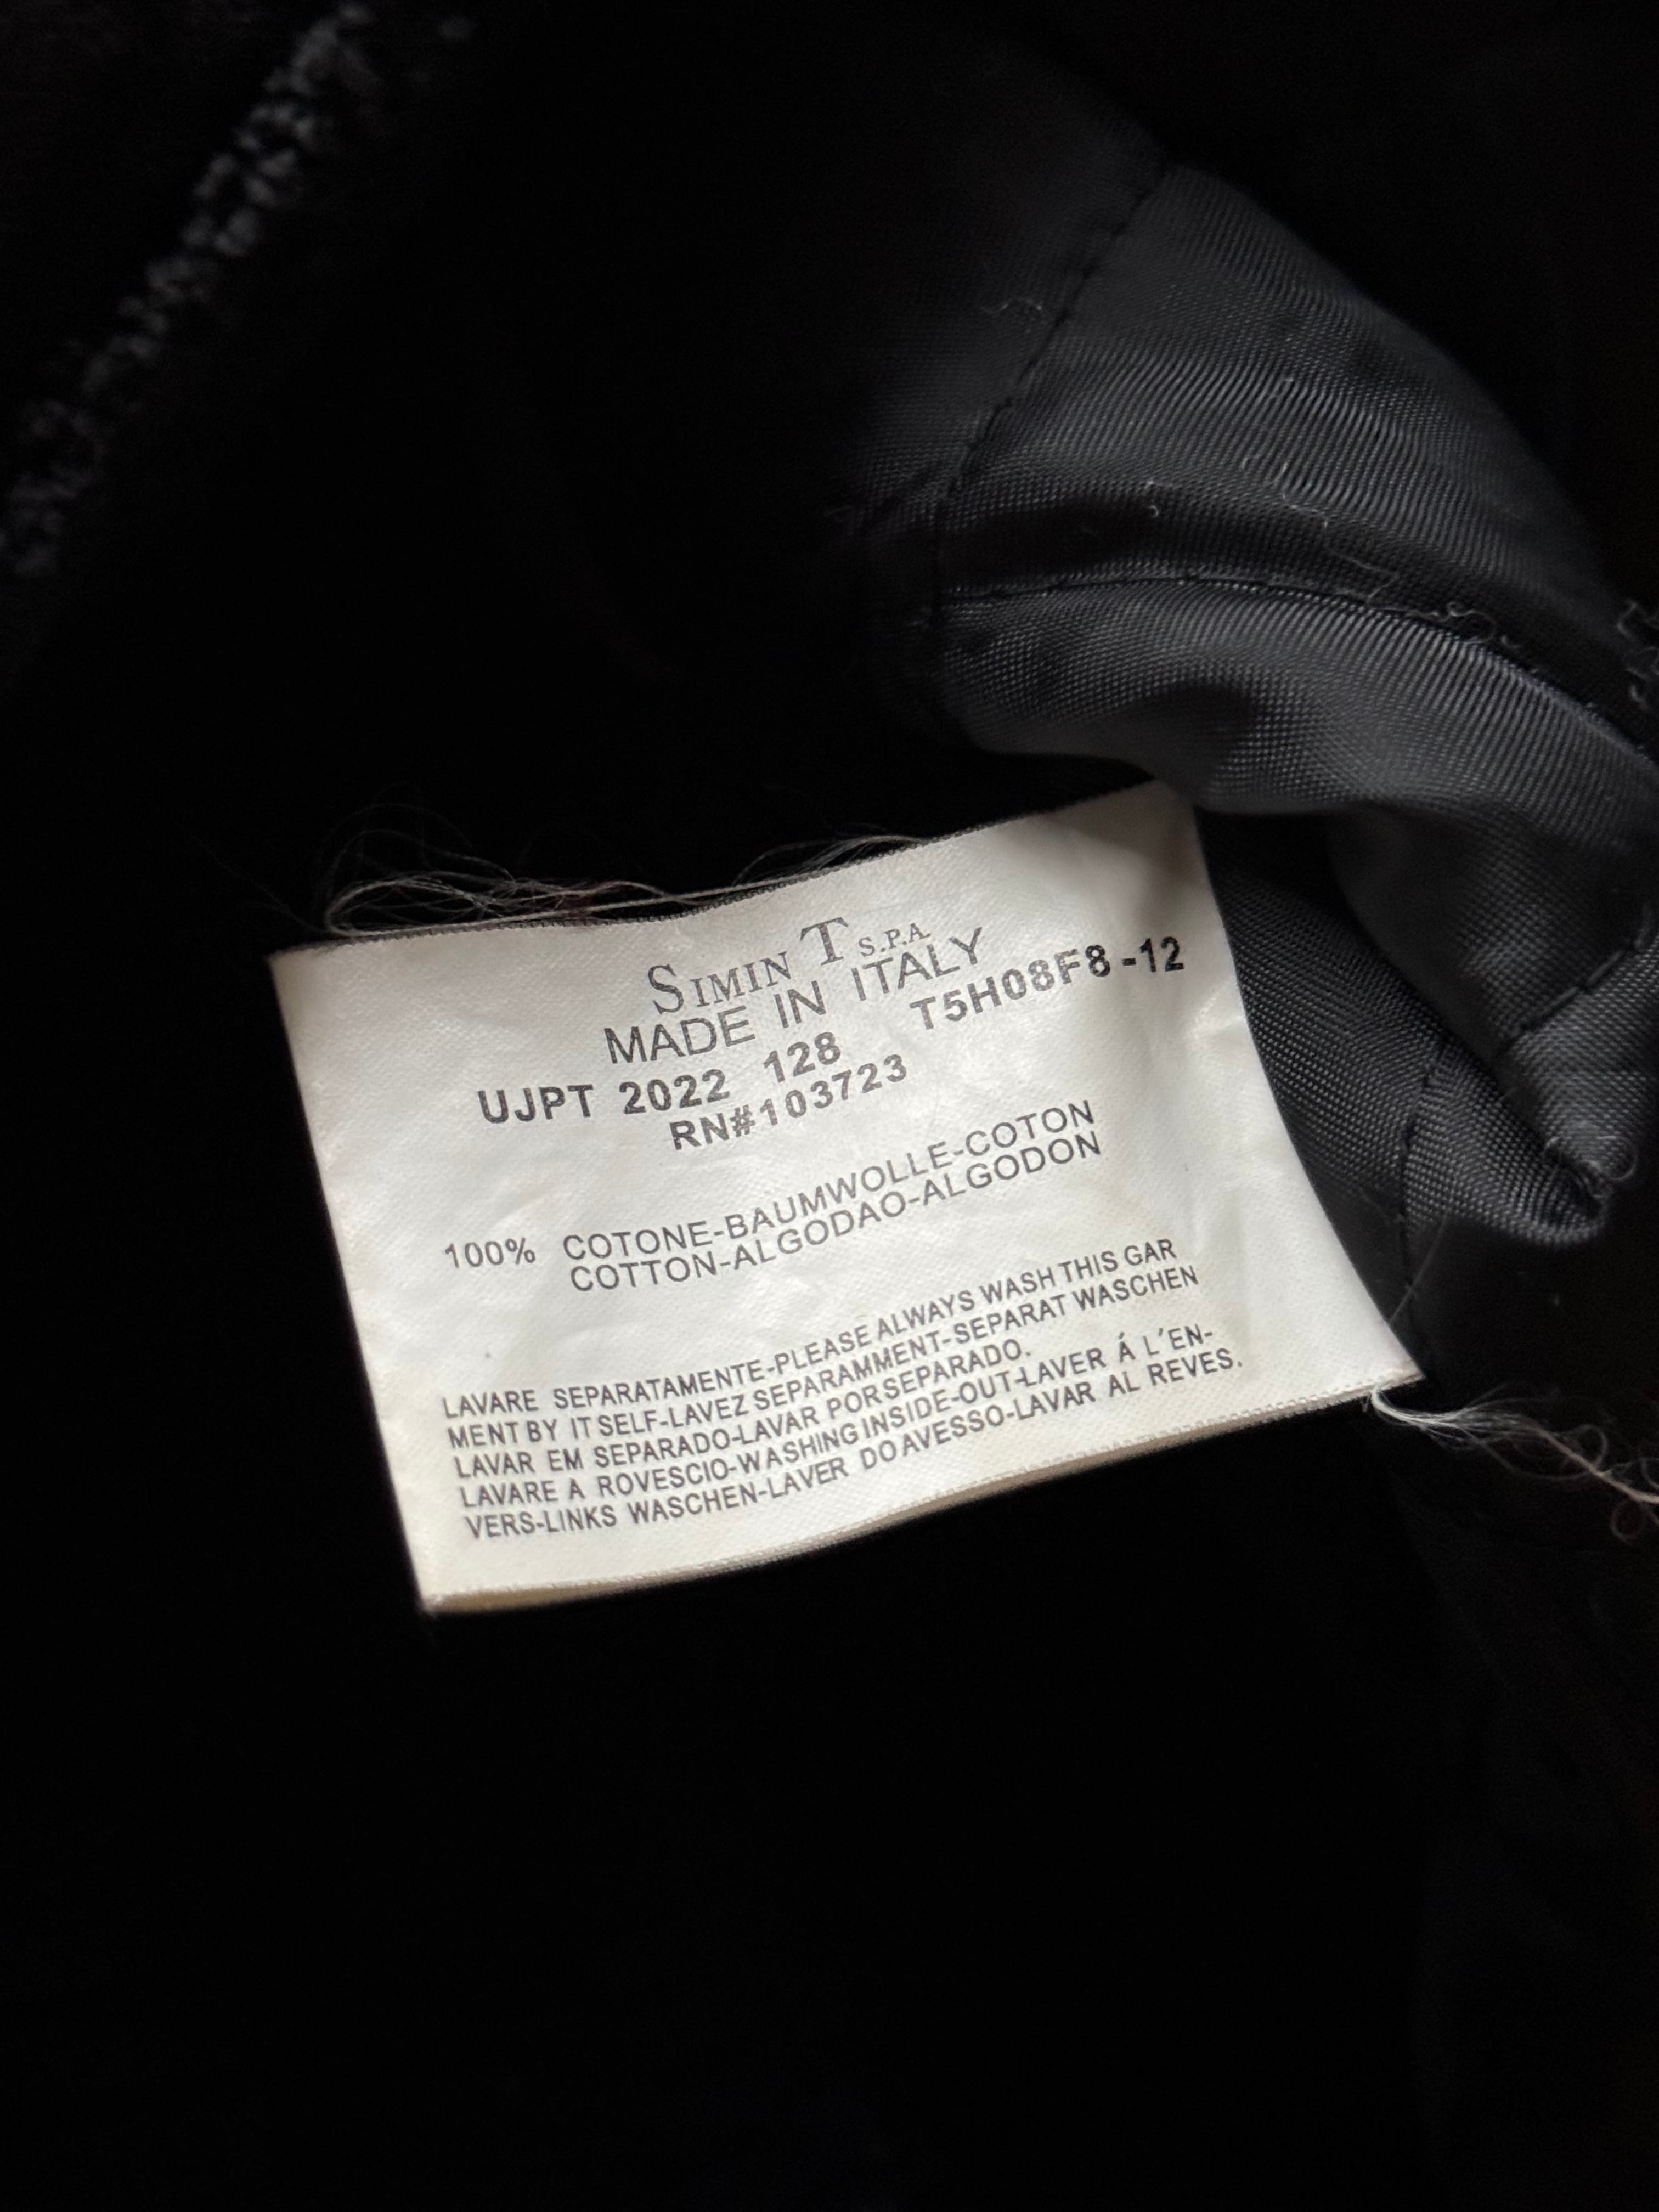 SIMIN T S.P.A.
MADE IN ITALY
UJPT 2022 128 T5H08F8-12
RN#103723
100% COTONE-BAUMWOLLE-COTON
COTTON-ALGODAO-ALGODON
LAVARE SEPARATAMENTE-PLEASE ALWAYS WASH THIS GAR
MENT BY IT SELF-LAVEZ SEPARAMMENT-SEPARAT WASCHEN
LAVAR EM SEPARADO-LAVAR POR SEPARADO.
LAVARE A ROVESCIO-WASHING INSIDE-OUT-LAVER Á L'EN-
VERS-LINKS WASCHEN-LAVER DO AVESSO-LAVAR AL REVES.